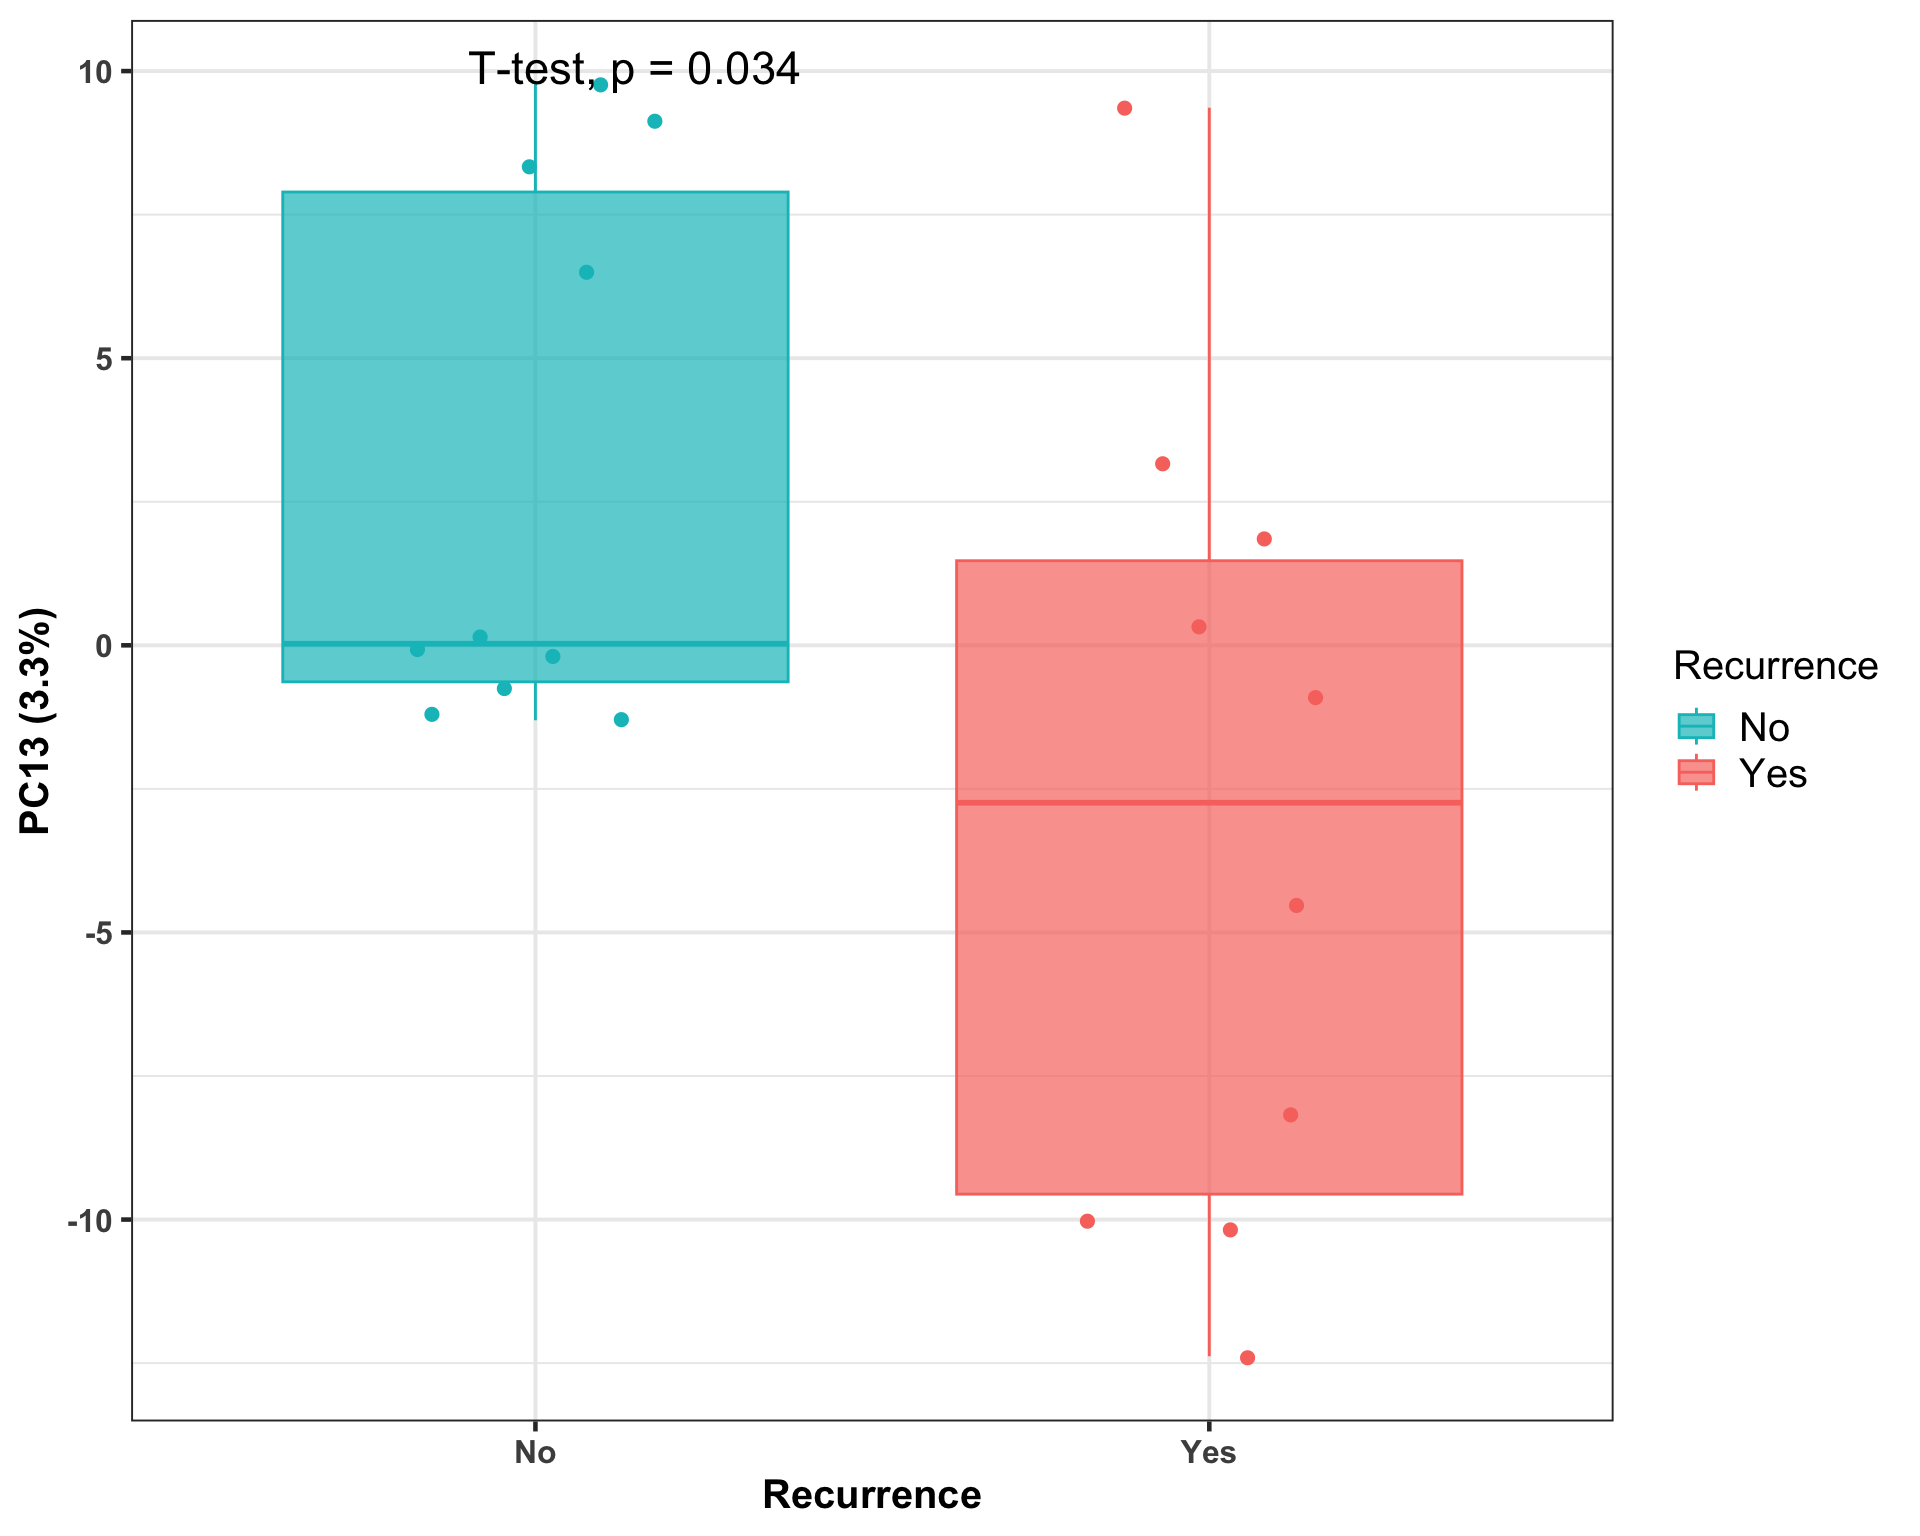 T-test, p = 0.034
10
5
0
-5
-10
PC13 (3.3%)
No
Yes
Recurrence
Recurrence
No
Yes